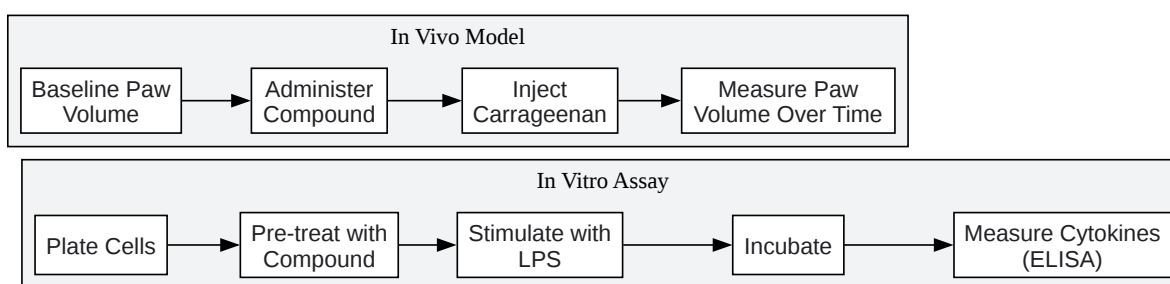 In Vivo Model
Baseline Paw
Volume
Administer
Compound
Inject
Carrageenan
Measure Paw
Volume Over Time
In Vitro Assay
Plate Cells
Pre-treat with
Compound
Stimulate with
LPS
Incubate
Measure Cytokines
(ELISA)